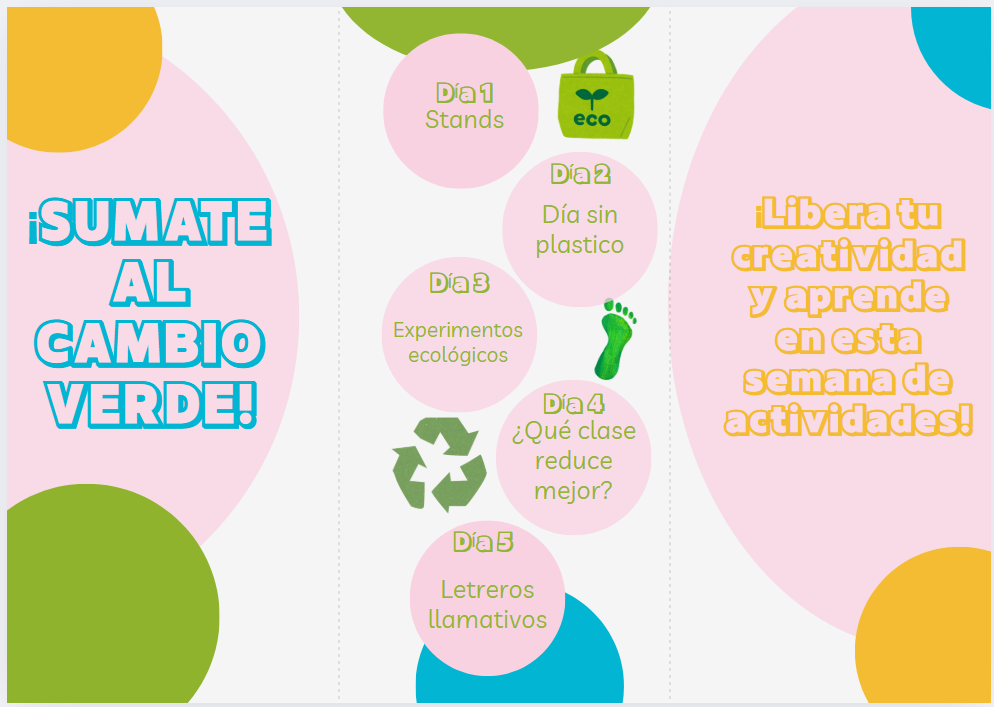 ¡SUMATE
AL
CAMBIO
VERDE!
Día 1
Stands
eco
Día 2
Día sin
plastico
Día 3
Experimentos
ecológicos
Día 4
¿Qué clase
reduce
mejor?
Día 5
Letreros
llamativos
¡Libera tu
creatividad
y aprende
en esta
semana de
actividades!